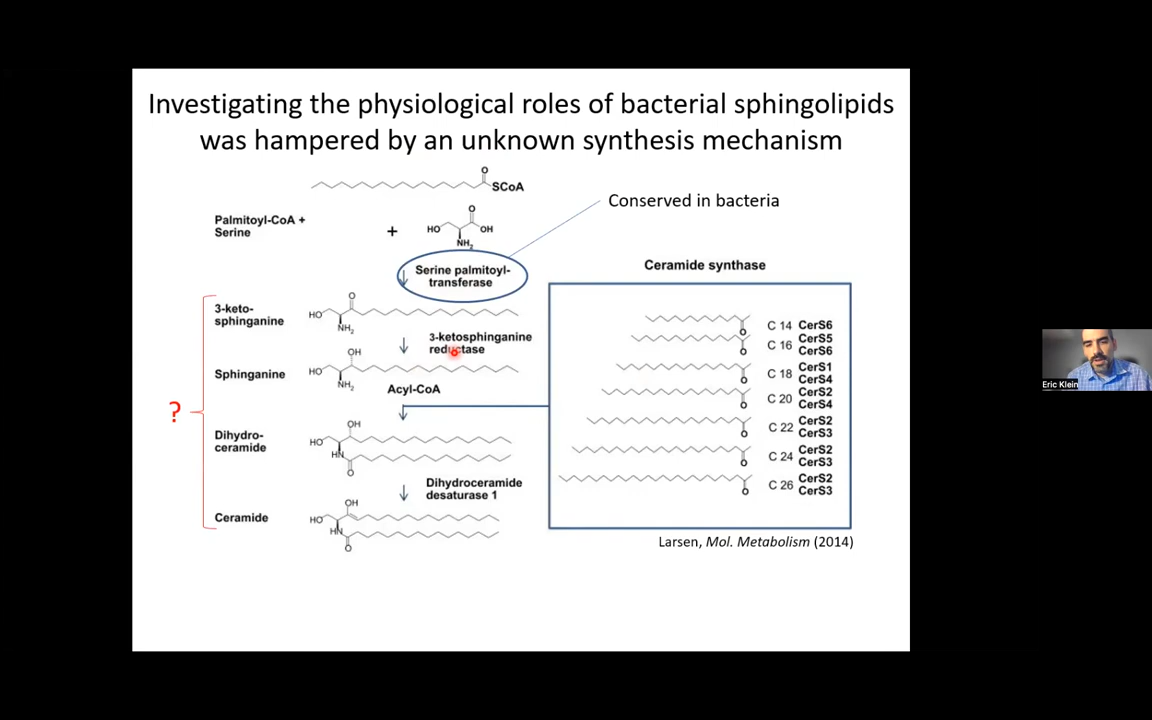 Investigating the physiological roles of bacterial sphingolipids
was hampered by an unknown synthesis mechanism
O
SCoA
Conserved in bacteria
Palmitoyl-CoA +
Serine
+
O
HO
OH
NH2
Serine palmitoyl-
transferase
Ceramide synthase
3-keto-
sphinganine
O
HO
NH2
3-ketosphinganine
reductase
OH
Sphinganine
HO
NH2
Acyl-CoA
?
Dihydro-
ceramide
OH
HO
HN
O
Dihydroceramide
desaturase 1
OH
Ceramide
HO
HN
O
O
C 14 CerS6
O
C 16 CerS5
CerS6
O
C 18 CerS1
CerS4
O
C 20 CerS2
CerS4
O
C 22 CerS2
CerS3
O
C 24 CerS2
CerS3
O
C 26 CerS2
CerS3
Larsen, Mol. Metabolism (2014)
Eric Klein